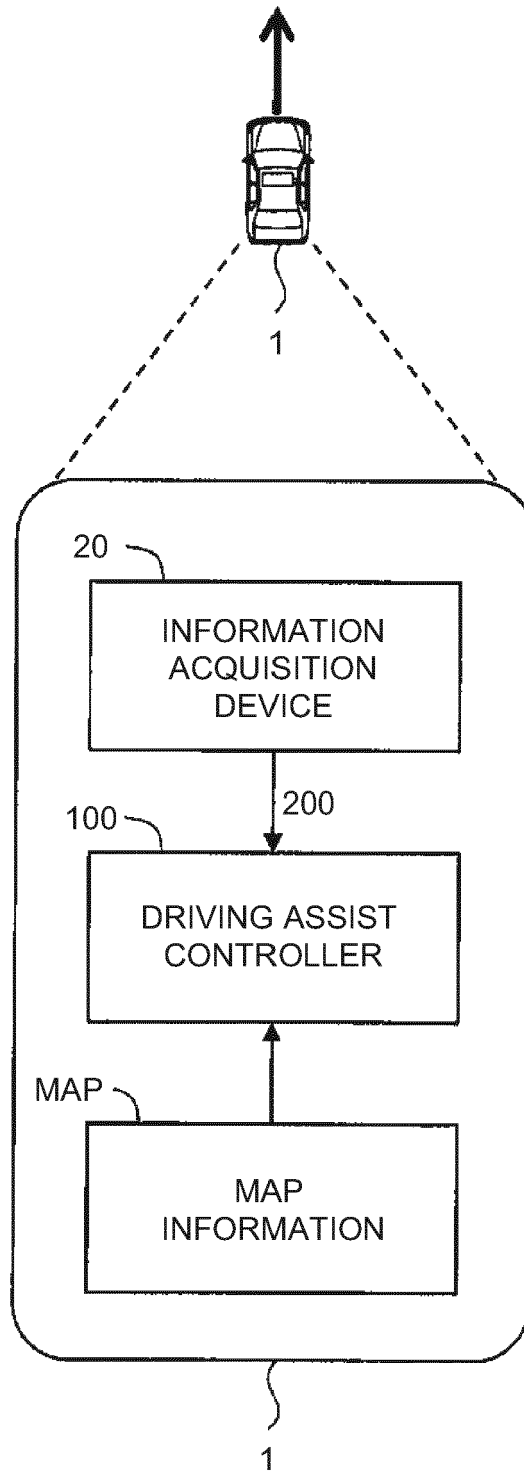 1
20
INFORMATION
ACQUISITION
DEVICE
200
100
DRIVING ASSIST
CONTROLLER
MAP
MAP
INFORMATION
1